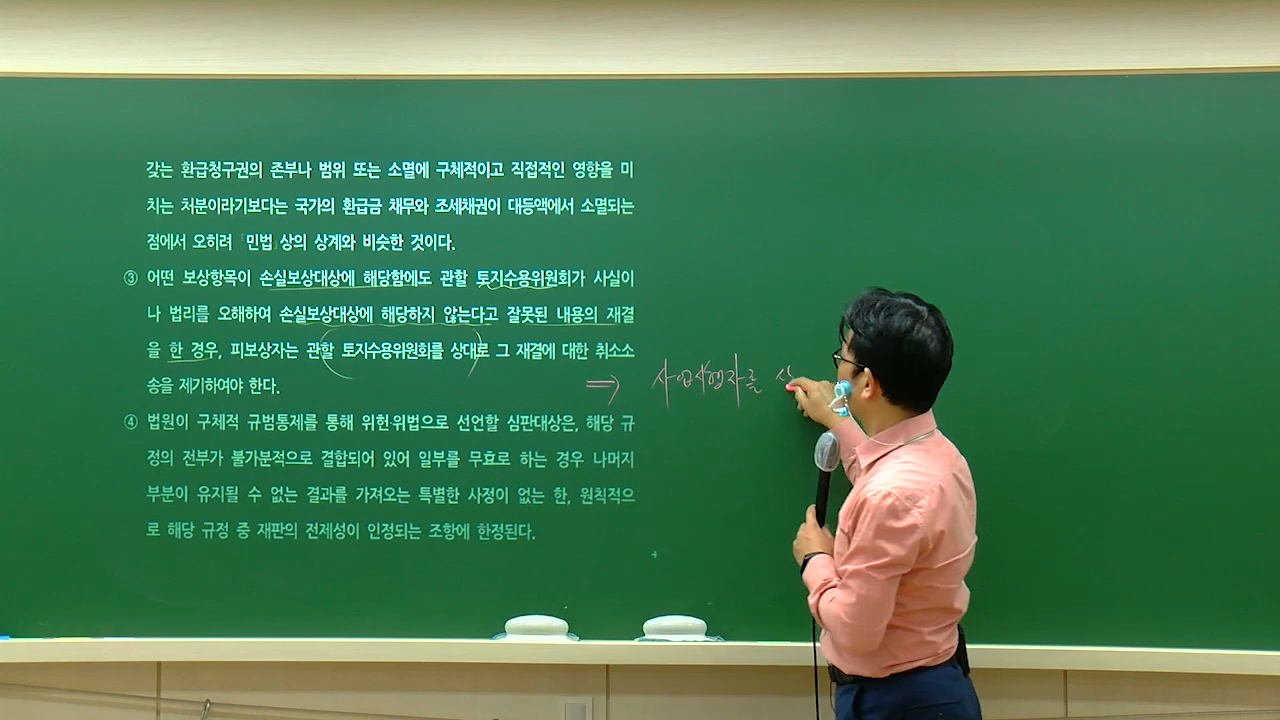 갖는 환급청구권의 존부나 범위 또는 소멸에 구체적이고 직접적인 영향을 미
치는 처분이라기보다는 국가의 환급금 채무와 조세채권이 대등액에서 소멸되는
점에서 오히려 「민법」상의 상계와 비슷한 것이다.
③ 어떤 보상항목이 손실보상대상에 해당함에도 관할 토지수용위원회가 사실이
나 법리를 오해하여 손실보상대상에 해당하지 않는다고 잘못된 내용의 재결
을 한 경우, 피보상자는 관할 토지수용위원회를 상대로 그 재결에 대한 취소소
송을 제기하여야 한다.
⇒ 사업시행자를 상
④ 법원이 구체적 규범통제를 통해 위헌·위법으로 선언할 심판대상은, 해당 규
정의 전부가 불가분적으로 결합되어 있어 일부를 무효로 하는 경우 나머지
부분이 유지될 수 없는 결과를 가져오는 특별한 사정이 없는 한, 원칙적으
로 해당 규정 중 재판의 전제성이 인정되는 조항에 한정된다.